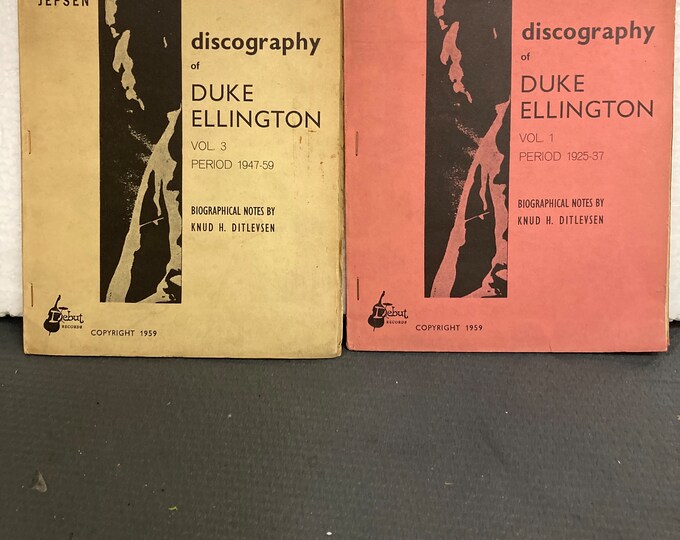 JEPSEN
discography
of
DUKE
ELLINGTON
VOL. 3
PERIOD 1947-59
BIOGRAPHICAL NOTES BY
KNUD H. DITLEVSEN
Debut
RECORDS
COPYRIGHT 1959
discography
of
DUKE
ELLINGTON
VOL. 1
PERIOD 1925-37
BIOGRAPHICAL NOTES BY
KNUD H. DITLEVSEN
Debut
RECORDS
COPYRIGHT 1959